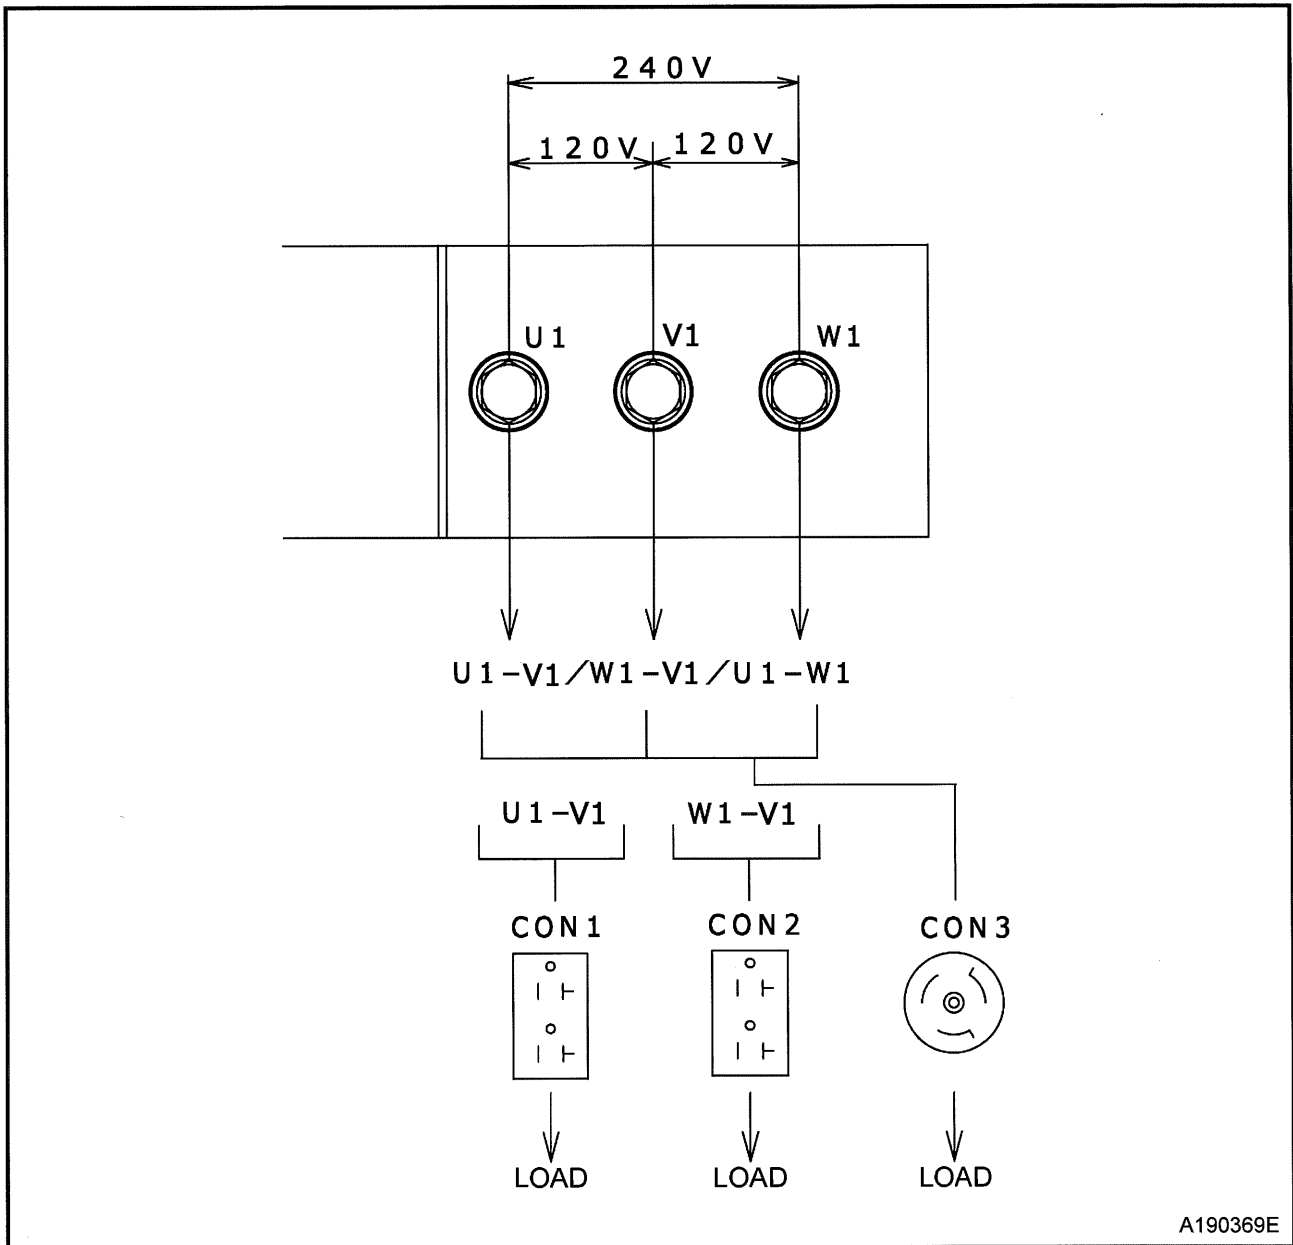 240V
120V 120V
U1 V1 W1
U1-V1/W1-V1/U1-W1
U1-V1 W1-V1
CON1 CON2 CON3
LOAD LOAD LOAD
A190369E